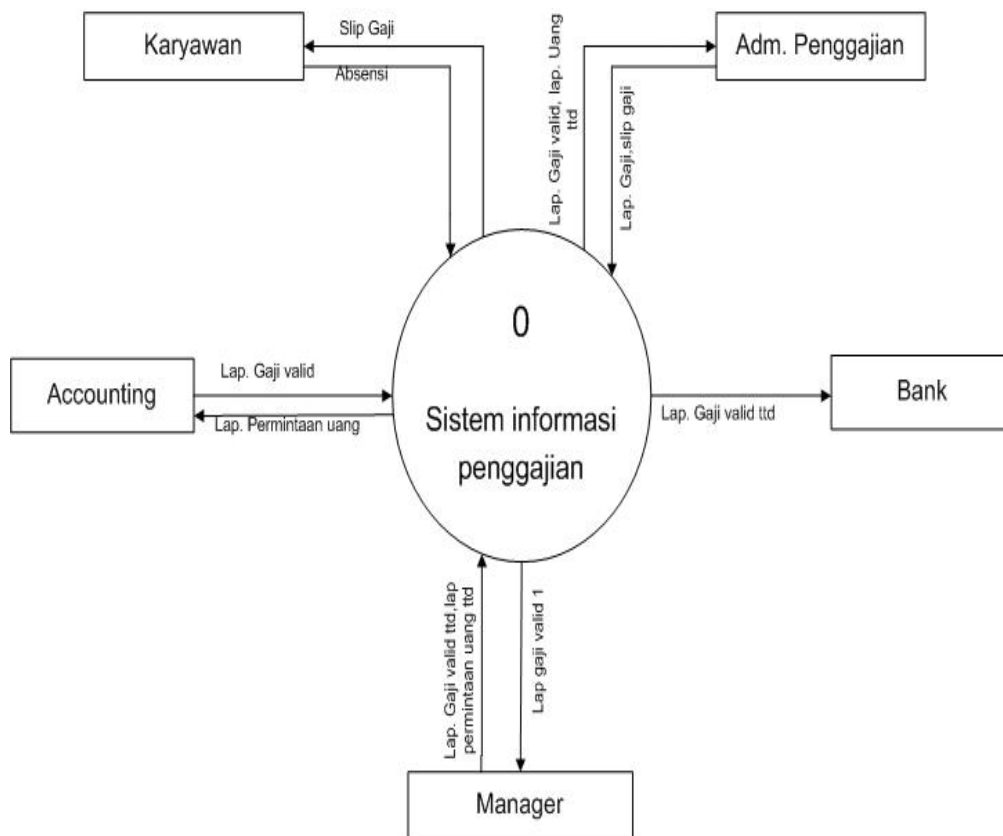 Karyawan
Slip Gaji
Absensi
Lap. Gaji valid, lap. Uang
ttd
Lap. Gaji,slip gaji
Adm. Penggajian
0
Sistem informasi
penggajian
Accounting
Lap. Gaji valid
Lap. Permintaan uang
Lap. Gaji valid ttd
Bank
Lap. Gaji valid ttd,lap
permintaan uang ttd
Lap gaji valid 1
Manager